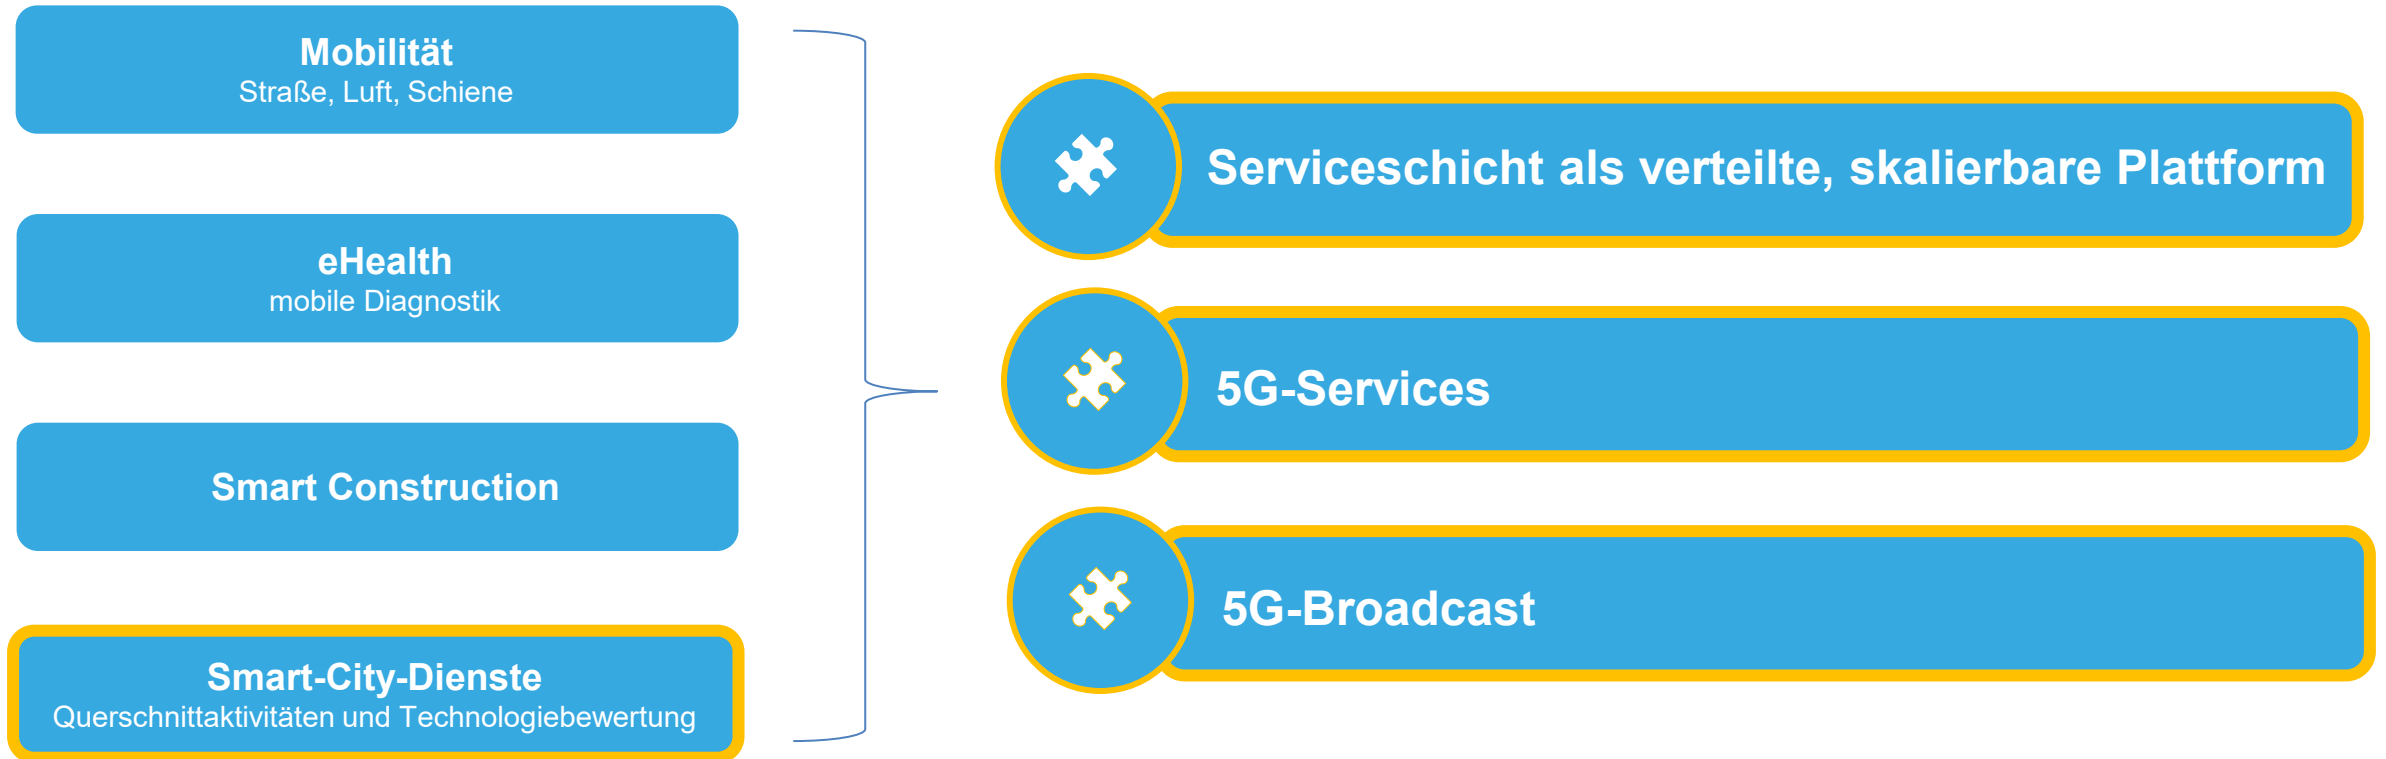 Mobilität
Straße, Luft, Schiene
eHealth
mobile Diagnostik
Smart Construction
Smart-City-Dienste
Querschnittaktivitäten und Technologiebewertung
Serviceschicht als verteilte, skalierbare Plattform
5G-Services
5G-Broadcast